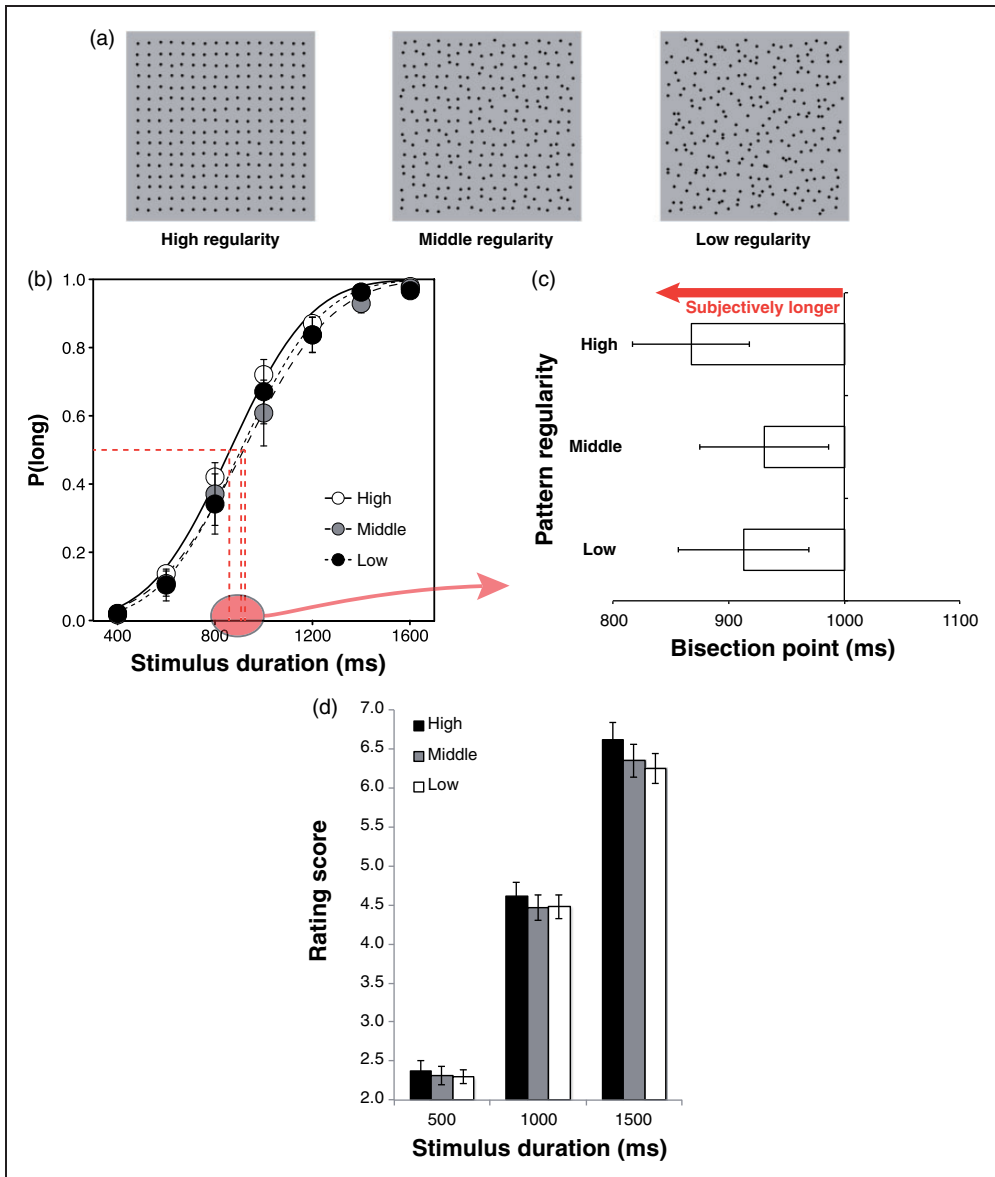 (a)
High regularity
Middle regularity
Low regularity
(b)
1.0
0.8
0.6
0.4
0.2
0.0
P(long)
High
Middle
Low
400
800
1200
1600
Stimulus duration (ms)
(c)
Subjectively longer
High
Middle
Low
Pattern regularity
800
900
1000
1100
Bisection point (ms)
(d)
7.0
6.5
6.0
5.5
5.0
4.5
4.0
3.5
3.0
2.5
2.0
Rating score
High
Middle
Low
500
1000
1500
Stimulus duration (ms)